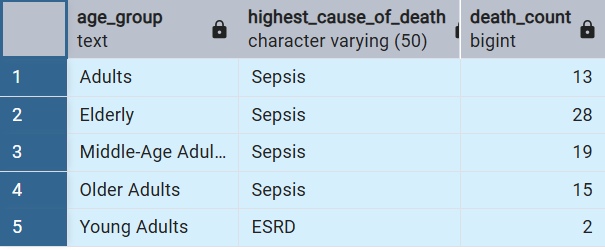 age_group highest_cause_of_death death_count
text character varying (50) bigint
1 Adults Sepsis 13
2 Elderly Sepsis 28
3 Middle-Age Adul... Sepsis 19
4 Older Adults Sepsis 15
5 Young Adults ESRD 2